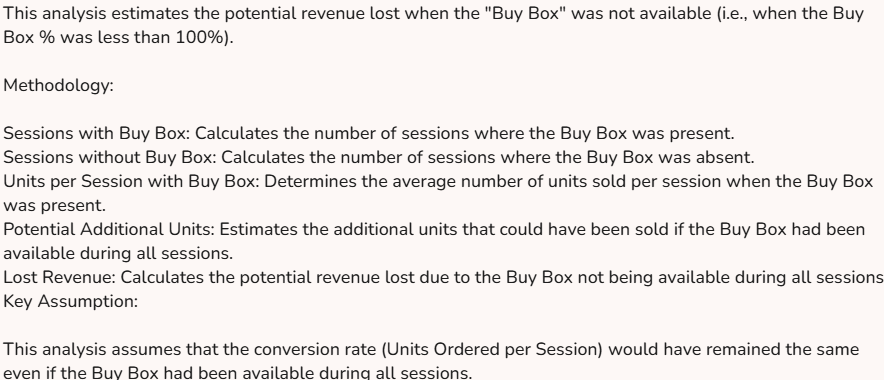 This analysis estimates the potential revenue lost when the "Buy Box" was not available (i.e., when the Buy
Box % was less than 100%).
Methodology:
Sessions with Buy Box: Calculates the number of sessions where the Buy Box was present.
Sessions without Buy Box: Calculates the number of sessions where the Buy Box was absent.
Units per Session with Buy Box: Determines the average number of units sold per session when the Buy Box
was present.
Potential Additional Units: Estimates the additional units that could have been sold if the Buy Box had been
available during all sessions.
Lost Revenue: Calculates the potential revenue lost due to the Buy Box not being available during all sessions
Key Assumption:
This analysis assumes that the conversion rate (Units Ordered per Session) would have remained the same
even if the Buy Box had been available during all sessions.